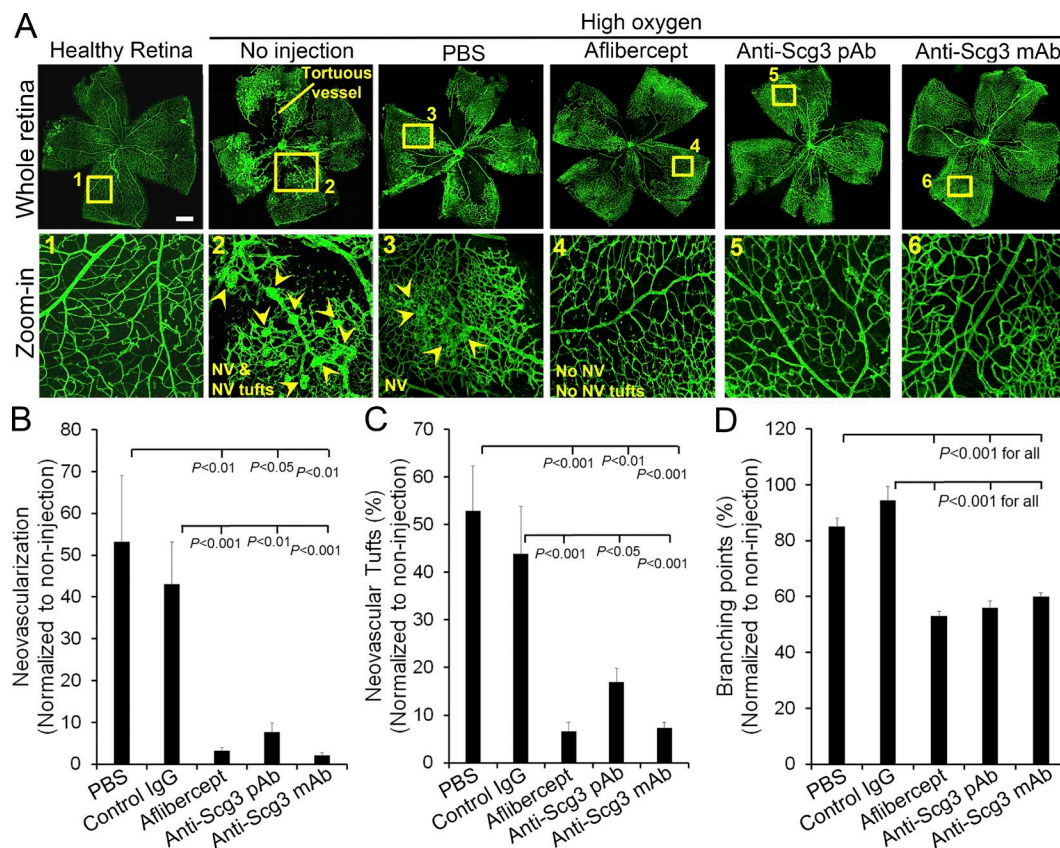 A
High oxygen
Healthy Retina
No injection
PBS
Aflibercept
Anti-Scg3 pAb
Anti-Scg3 mAb
Whole retina
1
Tortuous
vessel
2
3
4
5
6
Zoom-in
1
2
NV &
NV tufts
3
NV
4
No NV
No NV tufts
5
6
B
Neovascularization
(Normalized to non-injection)
80
70
60
50
40
30
20
10
0
P<0.01
P<0.05
P<0.01
P<0.001
P<0.01
P<0.001
PBS
Control IgG
Aflibercept
Anti-Scg3 pAb
Anti-Scg3 mAb
C
Neovascular Tufts (%)
(Normalized to non-injection)
70
60
50
40
30
20
10
0
P<0.001
P<0.01
P<0.001
P<0.001
P<0.05
P<0.001
PBS
Control IgG
Aflibercept
Anti-Scg3 pAb
Anti-Scg3 mAb
D
Branching points (%)
(Normalized to non-injection)
120
100
80
60
40
20
0
P<0.001 for all
P<0.001 for all
PBS
Control IgG
Aflibercept
Anti-Scg3 pAb
Anti-Scg3 mAb